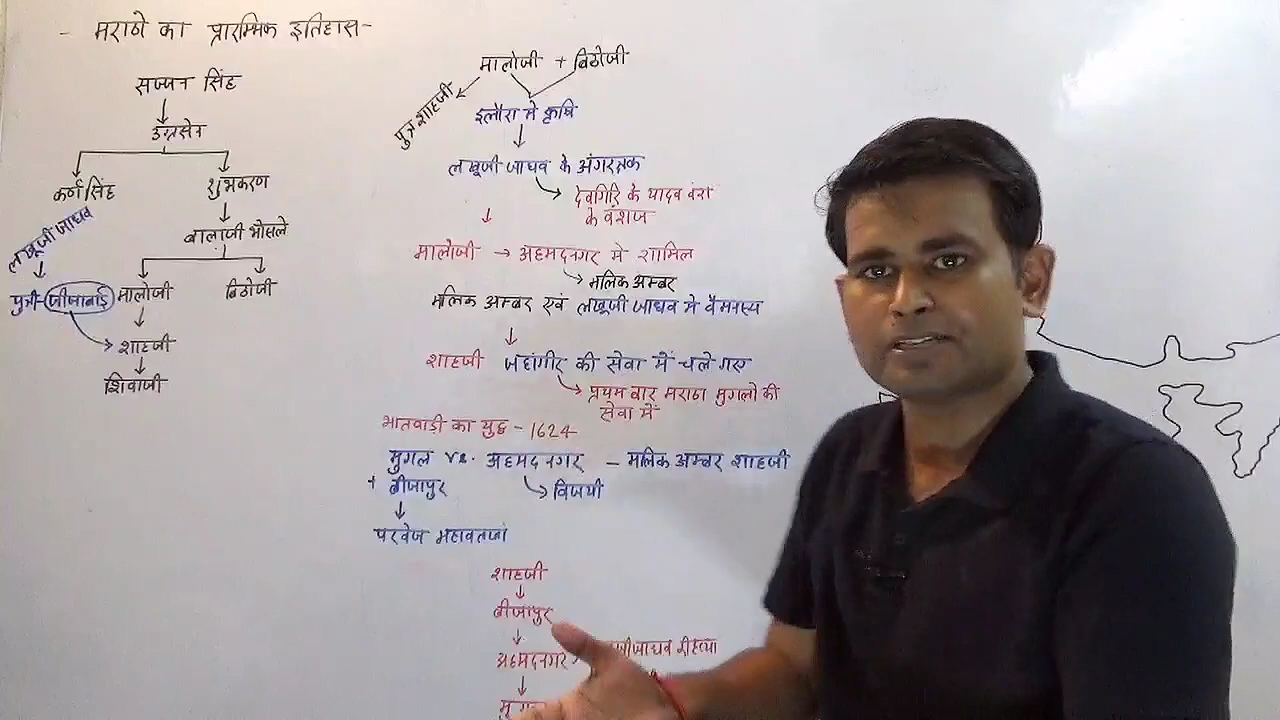 - मराठो का प्रारम्भिक इतिहास -
सज्जन सिंह
उग्रसेन
कर्ण सिंह
शुभकरण
लखूजी जाधव
बालाजी भोसले
पुत्री- जीजाबाई
मालोजी
बिठोजी
शाहजी
शिवाजी
मालोजी + बिठोजी
पुत्र शाहजी
इलौरा मे कृषि
लखूजी जाधव के अंगरक्षक
देवगिरि के यादव वंश
के वंशज
मालोजी → अहमदनगर मे शामिल
मलिक अम्बर
मलिक अम्बर एवं लखूजी जाधव मे वैमनस्य
शाहजी जहांगीर की सेवा में चले गए
प्रथम बार मराठा मुगलो की
सेवा में
भातवाड़ी का युद्ध - 1624
मुगल v.s. अहमदनगर - मलिक अम्बर शाहजी
+ बीजापुर
विजयी
परवेज महावतखां
शाहजी
बीजापुर
अहमदनगर
जाधव की हत्या